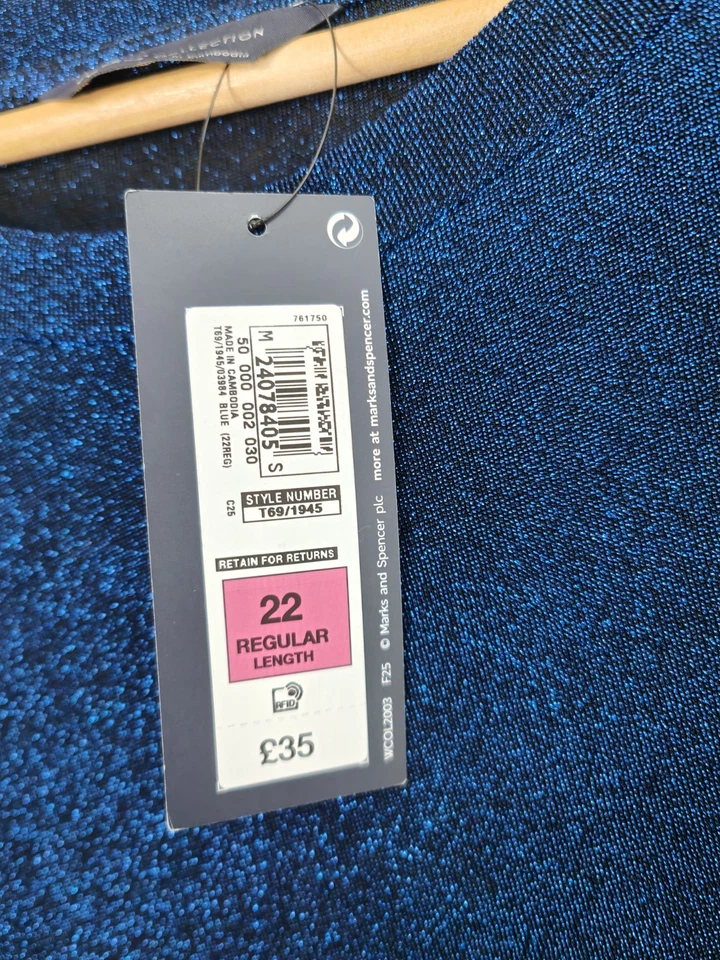 COLLECTION
761750
M 24078405 S
50 000 002 030
MADE IN CAMBODIA
T69/1945/03984 BLUE (22REG)
C25
STYLE NUMBER
T69/1945
RETAIN FOR RETURNS
22
REGULAR
LENGTH
RFID
£35
WCOL2003 F25 © Marks and Spencer plc more at marksandspencer.com